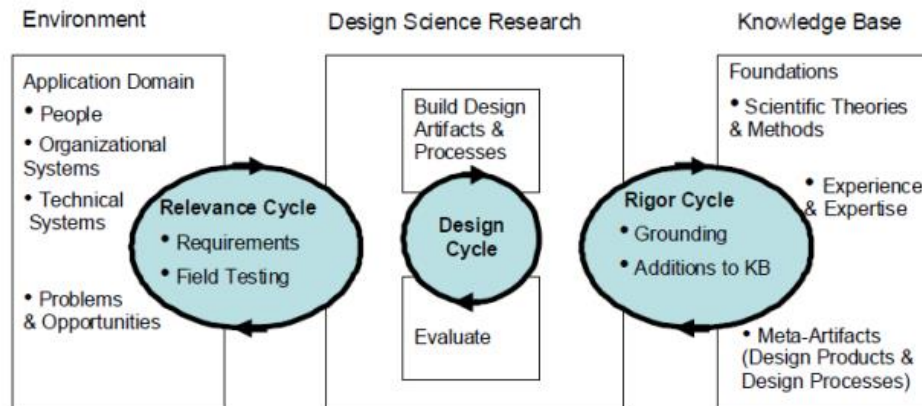 Environment
Design Science Research
Knowledge Base
Application Domain
• People
• Organizational
Systems
• Technical
Systems
• Problems
& Opportunities
Relevance Cycle
• Requirements
• Field Testing
Build Design
Artifacts &
Processes
Design
Cycle
Evaluate
Rigor Cycle
• Grounding
• Additions to KB
Foundations
• Scientific Theories
& Methods
• Experience
& Expertise
• Meta-Artifacts
(Design Products &
Design Processes)